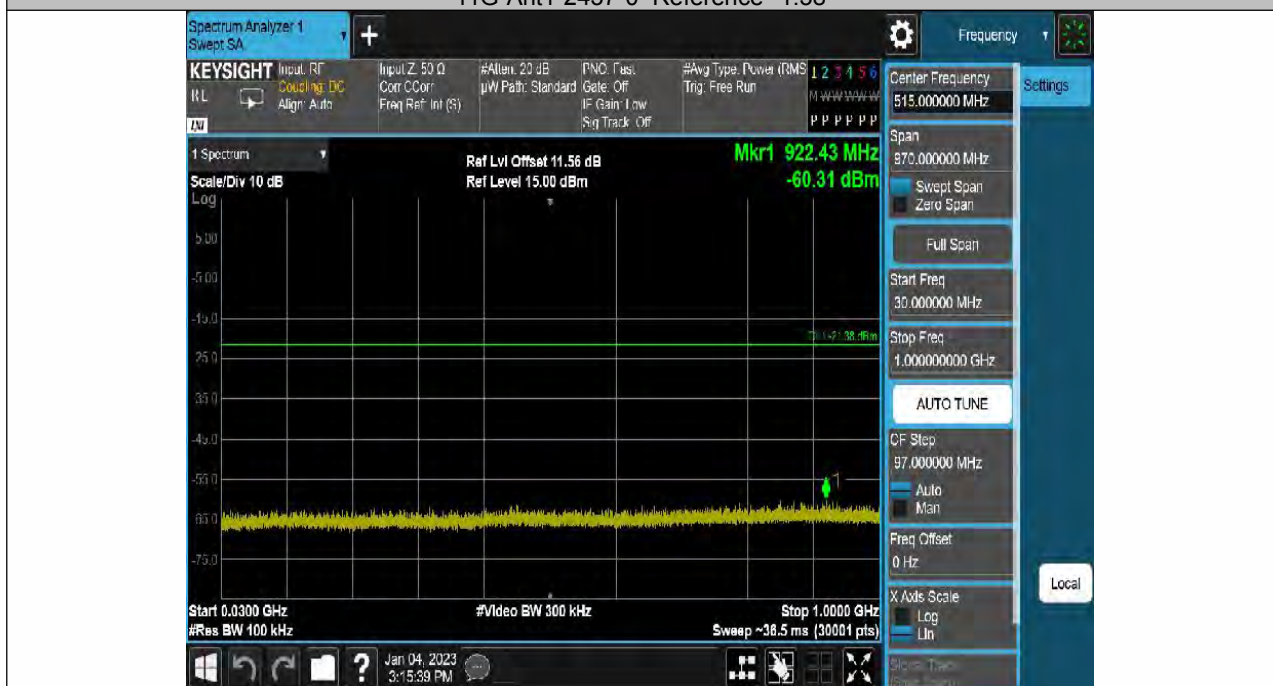 Spectrum Analyzer 1
Swept SA
+
Frequency
KEYSIGHT
Input: RF
Coupling: DC
Align: Auto
RL
Input Z: 50 Ω
Corr CCorr
Freq Ref: Int (S)
#Atten: 20 dB
µW Path: Standard
PNO: Fast
Gate: Off
IF Gain: Low
Sig Track: Off
#Avg Type: Power (RMS
Trig: Free Run
1 2 3 4 5 6
M W W W W W
P P P P P P
1 Spectrum
Scale/Div 10 dB
Log
Ref Lvl Offset 11.56 dB
Ref Level 15.00 dBm
Mkr1 922.43 MHz
-60.31 dBm
5.00
-5.00
-15.0
-21.38 dBm
25.0
35.0
-45.0
-55.0
65.0
-75.0
1
Start 0.0300 GHz
#Video BW 300 kHz
Stop 1.0000 GHz
#Res BW 100 kHz
Sweep ~36.5 ms (30001 pts)
Jan 04, 2023
3:15:39 PM
?
Center Frequency
515.000000 MHz
Settings
Span
970.000000 MHz
Swept Span
Zero Span
Full Span
Start Freq
30.000000 MHz
Stop Freq
1.000000000 GHz
AUTO TUNE
CF Step
97.000000 MHz
Auto
Man
Freq Offset
0 Hz
X Axis Scale
Log
Lin
Local